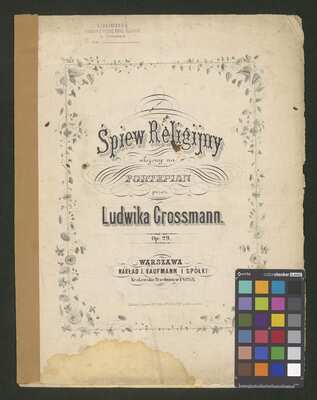 Śpiew Religijny
ułożony na
FORTEPIAN
przez
Ludwika Grossmann.
Op. 29.
WARSZAWA
NAKŁAD J. KAUFMANN I SPÓŁKI